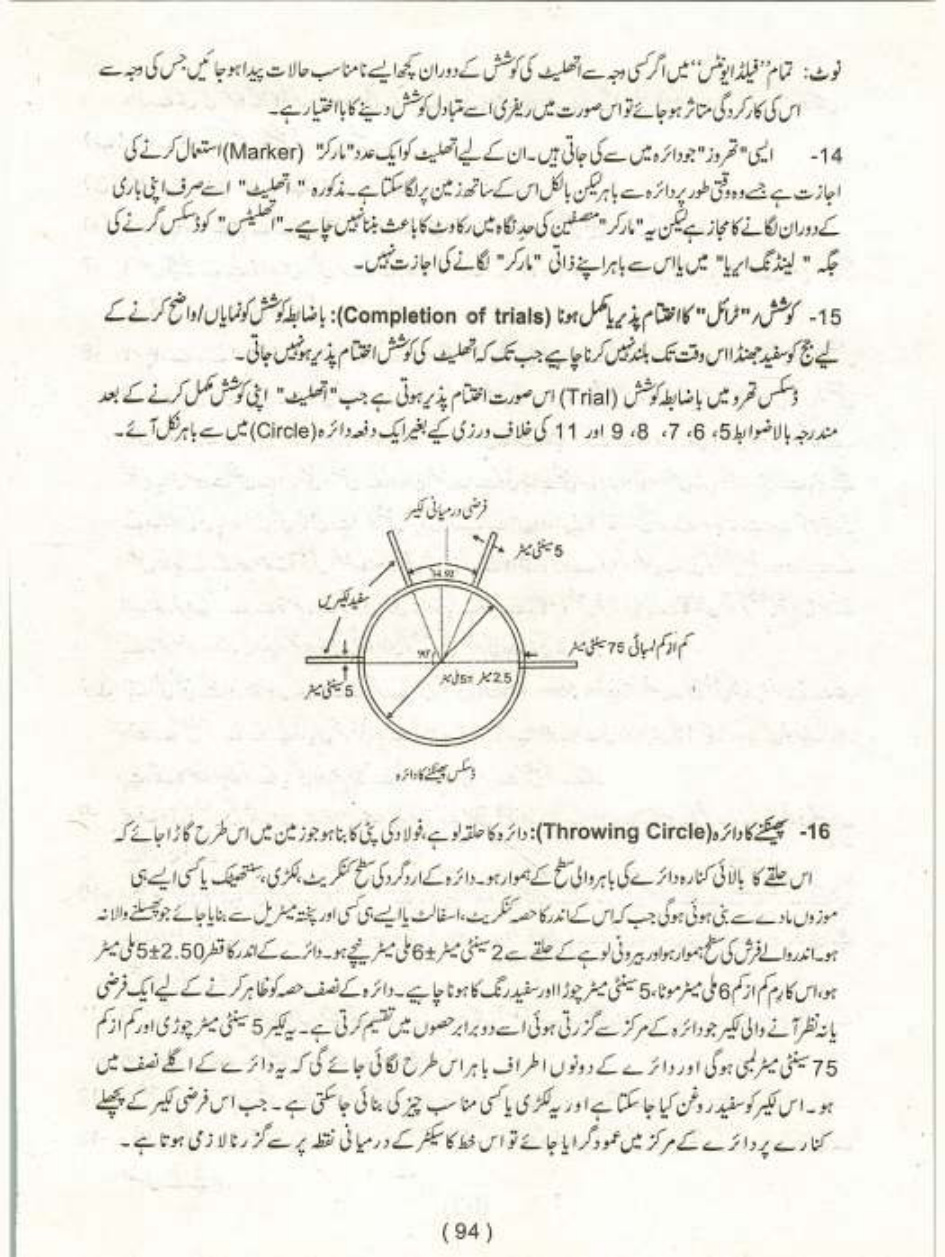 نوٹ: تمام ''فیلڈ ایونٹس'' میں اگر کسی وجہ سے اتھلیٹ کی کوشش کے دوران کچھ ایسے نامناسب حالات پیدا ہو جائیں جس کی وجہ سے
اس کی کارکردگی متاثر ہو جائے تو اس صورت میں ریفری اسے متبادل کوشش دینے کا با اختیار ہے۔
14- ایسی "تھروز" جو دائرہ میں سے کی جاتی ہیں۔ ان کے لیے اتھلیٹ کو ایک عدد "مارکر" (Marker) استعمال کرنے کی
اجازت ہے جسے وہ وقتی طور پر دائرہ سے باہر لیکن بالکل اس کے ساتھ زمین پر لگا سکتا ہے۔ مذکورہ "اتھلیٹ" اسے صرف اپنی باری
کے دوران لگانے کا مجاز ہے لیکن یہ "مارکر" منصفین کی حد نگاہ میں رکاوٹ کا باعث بننا نہیں چاہیے۔ "اتھلیٹس" کو ڈسکس گرنے کی
جگہ "لینڈنگ ایریا" میں یا اس سے باہر اپنے ذاتی "مارکر" لگانے کی اجازت نہیں۔
15- کوشش/"ٹرائل" کا اختتام پذیر یا مکمل ہونا (Completion of trials): باضابطہ کوشش کو نمایاں/واضح کرنے کے
لیے جج کو سفید جھنڈا اس وقت تک بلند نہیں کرنا چاہیے جب تک کہ اتھلیٹ کی کوشش اختتام پذیر ہو نہیں جاتی۔
ڈسکس تھرو میں باضابطہ کوشش (Trial) اس صورت اختتام پذیر ہوتی ہے جب "اتھلیٹ" اپنی کوشش مکمل کرنے کے بعد
مندرجہ بالا ضوابط 5، 6، 7، 8، 9 اور 11 کی خلاف ورزی کیے بغیر ایک دفعہ دائرہ (Circle) میں سے باہر نکل آئے۔
فرضی درمیانی لکیر
5 سینٹی میٹر
34.92
سفید لکیریں
کم از کم لمبائی 75 سینٹی میٹر
90°
2.5 میٹر ±5 ملی میٹر
5 سینٹی میٹر
ڈسکس پھینکنے کا دائرہ
16- پھینکنے کا دائرہ (Throwing Circle): دائرہ کا حلقہ لوہے، فولاد کی پٹی کا بنا ہو جو زمین میں اس طرح گاڑا جائے کہ
اس حلقے کا بالائی کنارہ دائرے کی باہر والی سطح کے ہموار ہو۔ دائرہ کے اردگرد کی سطح کنکریٹ، لکڑی، سنتھیٹک یا کسی ایسے ہی
موزوں مادے سے بنی ہوئی ہو گی جب کہ اس کے اندر کا حصہ کنکریٹ، اسفالٹ یا ایسے ہی کسی اور پختہ میٹریل سے بنایا جائے جو پھسلنے والا نہ
ہو۔ اندر والے فرش کی سطح ہموار ہو اور بیرونی لوہے کے حلقے سے 2 سینٹی میٹر ±6 ملی میٹر نیچے ہو۔ دائرے کے اندر کا قطر 2.50±5 ملی میٹر
ہو، اس کا رم کم از کم 6 ملی میٹر موٹا، 5 سینٹی میٹر چوڑا اور سفید رنگ کا ہونا چاہیے۔ دائرہ کے نصف حصہ کو ظاہر کرنے کے لیے ایک فرضی
یا نہ نظر آنے والی لکیر جو دائرہ کے مرکز سے گزرتی ہوئی اسے دو برابر حصوں میں تقسیم کرتی ہے۔ یہ لکیر 5 سینٹی میٹر چوڑی اور کم از کم
75 سینٹی میٹر لمبی ہو گی اور دائرے کے دونوں اطراف باہر اس طرح لگائی جائے گی کہ یہ دائرے کے اگلے نصف میں
ہو۔ اس لکیر کو سفید روغن کیا جا سکتا ہے اور یہ لکڑی یا کسی مناسب چیز کی بنائی جا سکتی ہے۔ جب اس فرضی لکیر کے پچھلے
کنارے پر دائرے کے مرکز میں عمود گرایا جائے تو اس خط کا سیکٹر کے درمیانی نقطہ پر سے گزرنا لازمی ہوتا ہے۔
(94)